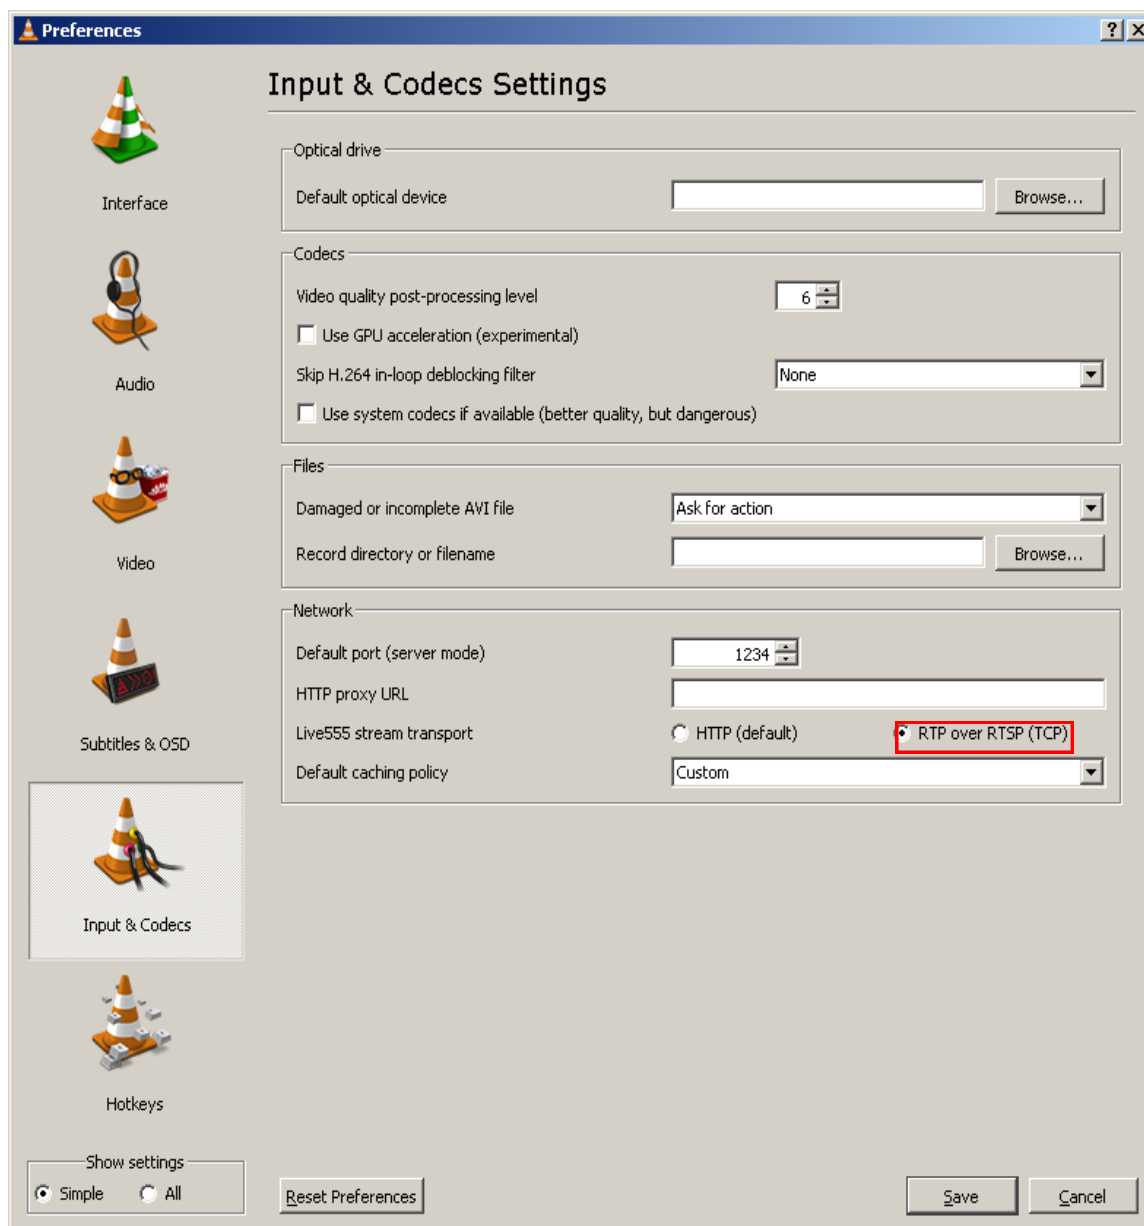 Preferences
Input & Codecs Settings
Interface
Audio
Video
Subtitles & OSD
Input & Codecs
Hotkeys
Show settings
Simple All
Optical drive
Default optical device Browse...
Codecs
Video quality post-processing level 6
Use GPU acceleration (experimental)
Skip H.264 in-loop deblocking filter None
Use system codecs if available (better quality, but dangerous)
Files
Damaged or incomplete AVI file Ask for action
Record directory or filename Browse...
Network
Default port (server mode) 1234
HTTP proxy URL
Live555 stream transport HTTP (default) RTP over RTSP (TCP)
Default caching policy Custom
Reset Preferences Save Cancel